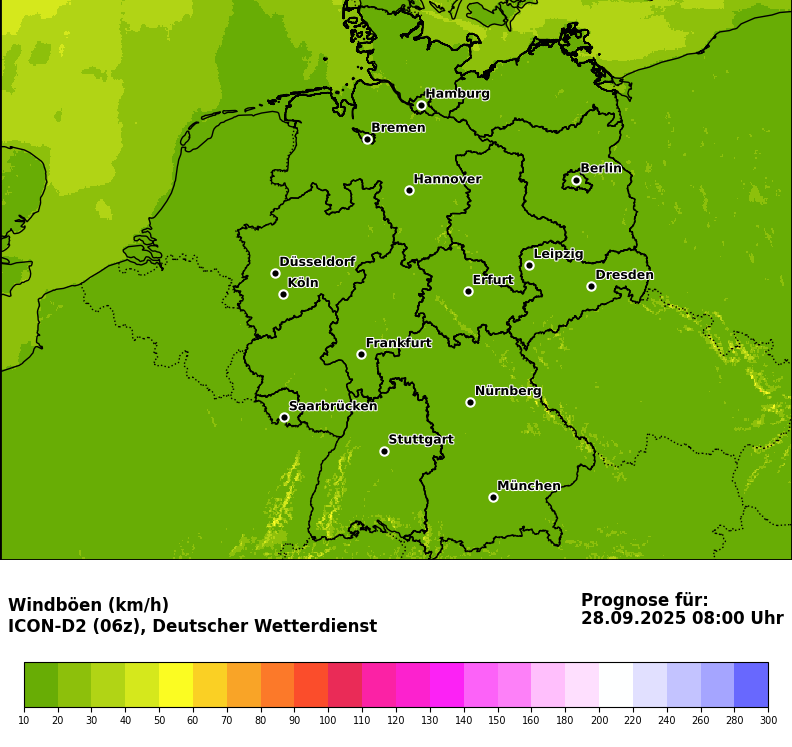 Hamburg
Bremen
Hannover
Berlin
Düsseldorf
Leipzig
Köln
Erfurt
Dresden
Frankfurt
Saarbrücken
Nürnberg
Stuttgart
München
Windböen (km/h)
ICON-D2 (06z), Deutscher Wetterdienst
Prognose für:
28.09.2025 08:00 Uhr
10 20 30 40 50 60 70 80 90 100 110 120 130 140 150 160 180 200 220 240 260 280 300